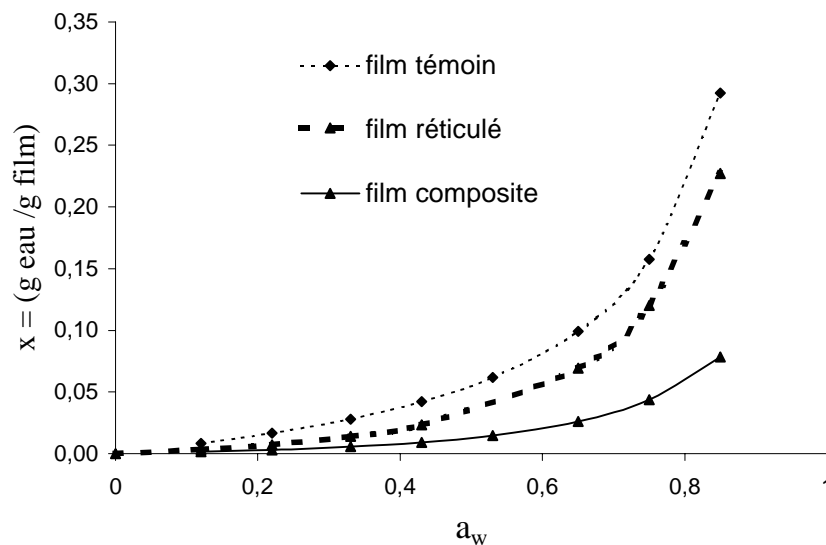 0,35
0,30
0,25
0,20
0,15
0,10
0,05
0,00
x = (g eau /g film)
film témoin
film réticulé
film composite
0
0,2
0,4
0,6
0,8
1
a_w